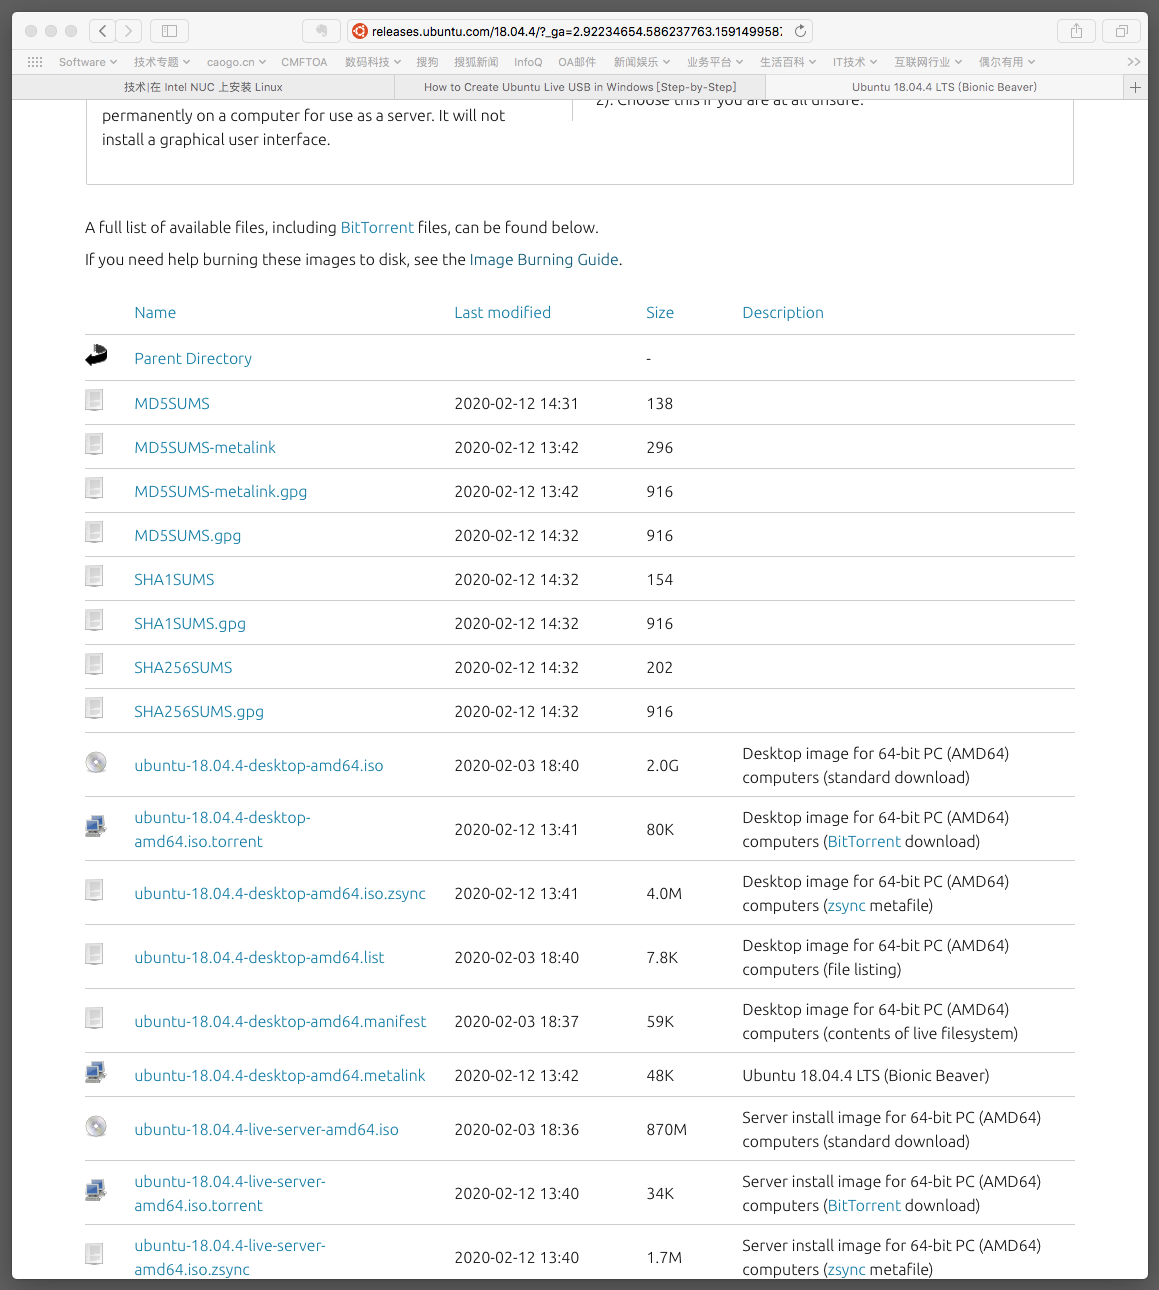 releases.ubuntu.com/18.04.4/?_ga=2.92234654.586237763.1591499587
Software 技术专题 caogo.cn CMFTOA 数码科技 搜狗 搜狐新闻 InfoQ OA邮件 新闻娱乐 业务平台 生活百科 IT技术 互联网行业 偶尔有用
技术|在 Intel NUC 上安装 Linux
How to Create Ubuntu Live USB in Windows [Step-by-Step]
Ubuntu 18.04.4 LTS (Bionic Beaver)
2). Choose this if you are at all unsure.
permanently on a computer for use as a server. It will not
install a graphical user interface.
A full list of available files, including BitTorrent files, can be found below.
If you need help burning these images to disk, see the Image Burning Guide.
Name Last modified Size Description
Parent Directory -
MD5SUMS 2020-02-12 14:31 138
MD5SUMS-metalink 2020-02-12 13:42 296
MD5SUMS-metalink.gpg 2020-02-12 13:42 916
MD5SUMS.gpg 2020-02-12 14:32 916
SHA1SUMS 2020-02-12 14:32 154
SHA1SUMS.gpg 2020-02-12 14:32 916
SHA256SUMS 2020-02-12 14:32 202
SHA256SUMS.gpg 2020-02-12 14:32 916
ubuntu-18.04.4-desktop-amd64.iso 2020-02-03 18:40 2.0G
Desktop image for 64-bit PC (AMD64)
computers (standard download)
ubuntu-18.04.4-desktop-
amd64.iso.torrent
2020-02-12 13:41 80K
Desktop image for 64-bit PC (AMD64)
computers (BitTorrent download)
ubuntu-18.04.4-desktop-amd64.iso.zsync 2020-02-12 13:41 4.0M
Desktop image for 64-bit PC (AMD64)
computers (zsync metafile)
ubuntu-18.04.4-desktop-amd64.list 2020-02-03 18:40 7.8K
Desktop image for 64-bit PC (AMD64)
computers (file listing)
ubuntu-18.04.4-desktop-amd64.manifest 2020-02-03 18:37 59K
Desktop image for 64-bit PC (AMD64)
computers (contents of live filesystem)
ubuntu-18.04.4-desktop-amd64.metalink 2020-02-12 13:42 48K Ubuntu 18.04.4 LTS (Bionic Beaver)
ubuntu-18.04.4-live-server-amd64.iso 2020-02-03 18:36 870M
Server install image for 64-bit PC (AMD64)
computers (standard download)
ubuntu-18.04.4-live-server-
amd64.iso.torrent
2020-02-12 13:40 34K
Server install image for 64-bit PC (AMD64)
computers (BitTorrent download)
ubuntu-18.04.4-live-server-
amd64.iso.zsync
2020-02-12 13:40 1.7M
Server install image for 64-bit PC (AMD64)
computers (zsync metafile)